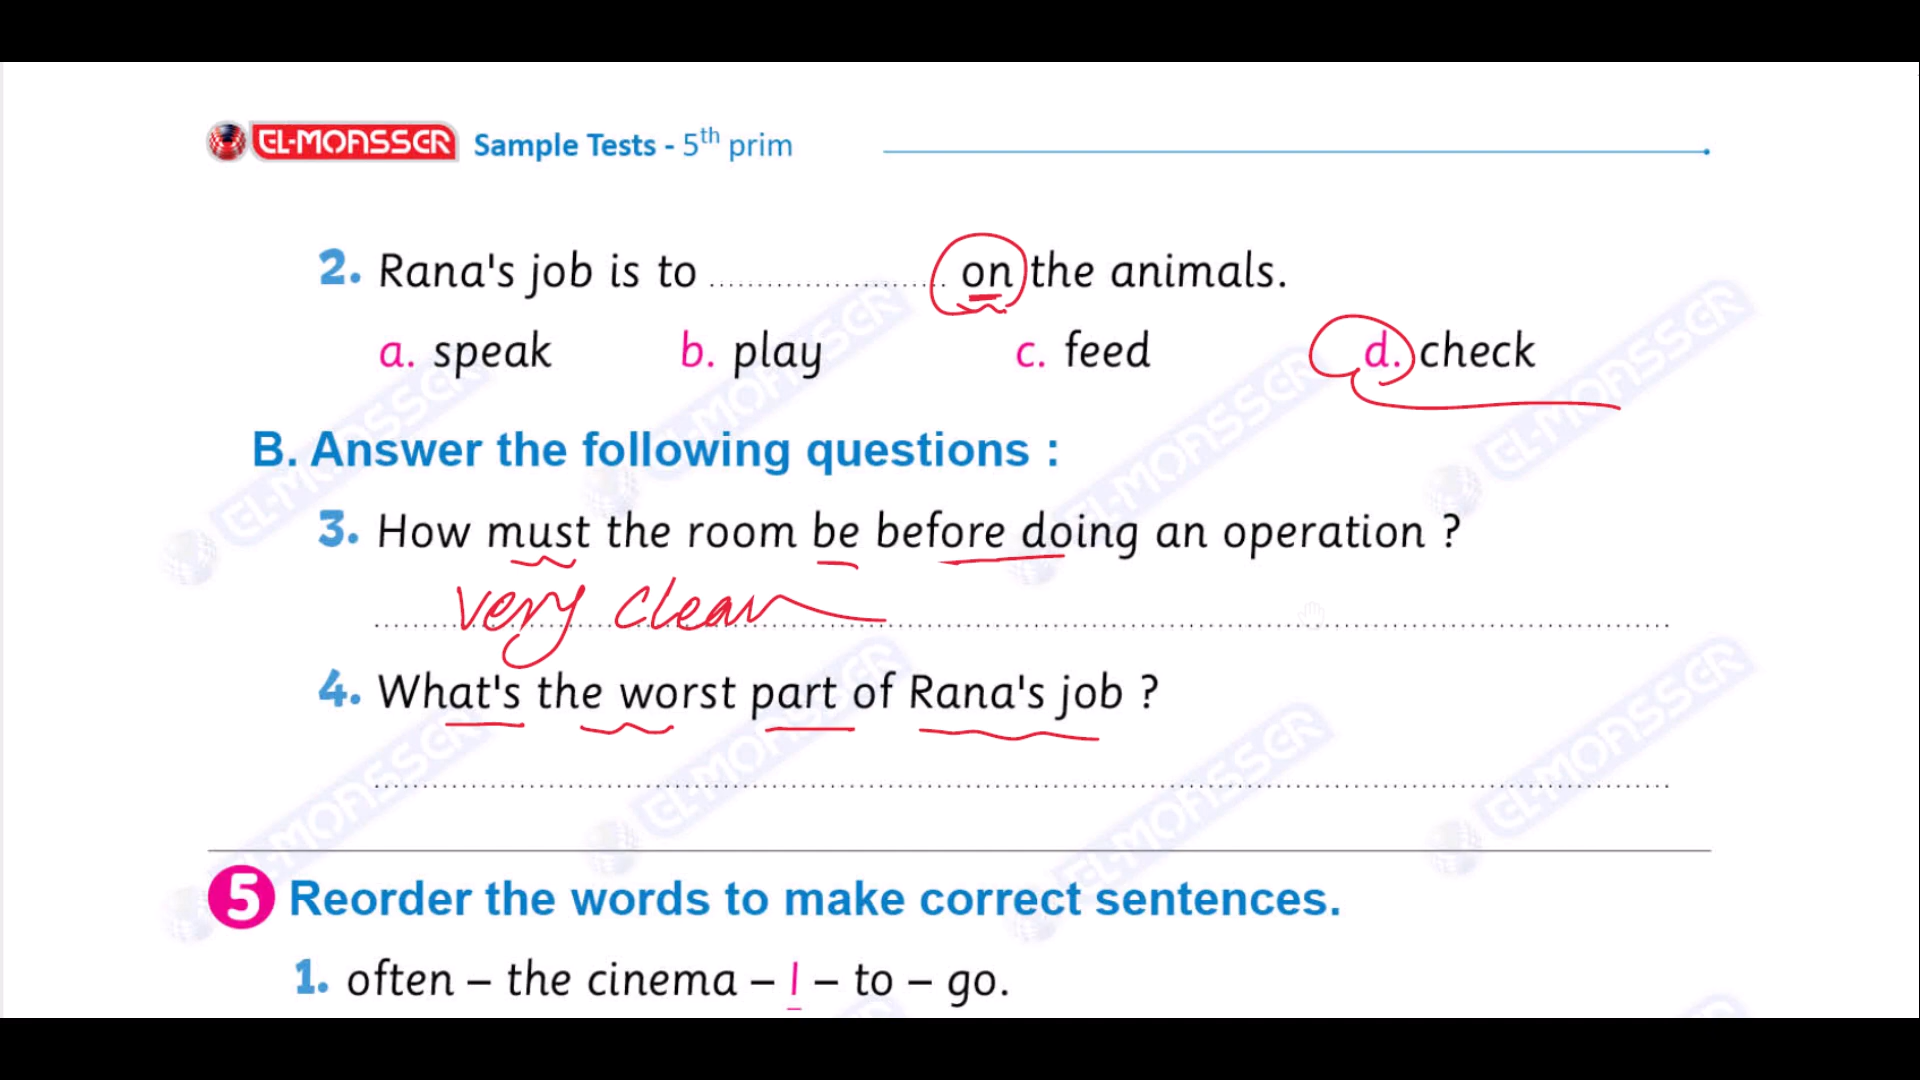 EL-MOASSER Sample Tests - 5th prim
2. Rana's job is to ........................ on the animals.
a. speak b. play c. feed d. check
B. Answer the following questions :
3. How must the room be before doing an operation ?
very clean
4. What's the worst part of Rana's job ?
5 Reorder the words to make correct sentences.
1. often – the cinema – I – to – go.